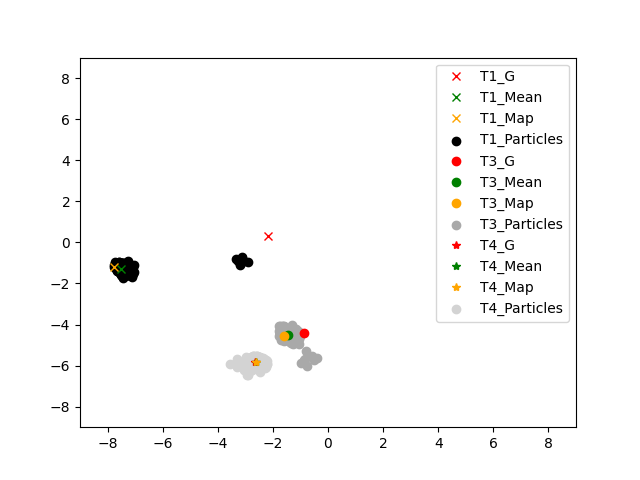 8
6
4
2
0
−2
−4
−6
−8
−8 −6 −4 −2 0 2 4 6 8
T1_G
T1_Mean
T1_Map
T1_Particles
T3_G
T3_Mean
T3_Map
T3_Particles
T4_G
T4_Mean
T4_Map
T4_Particles